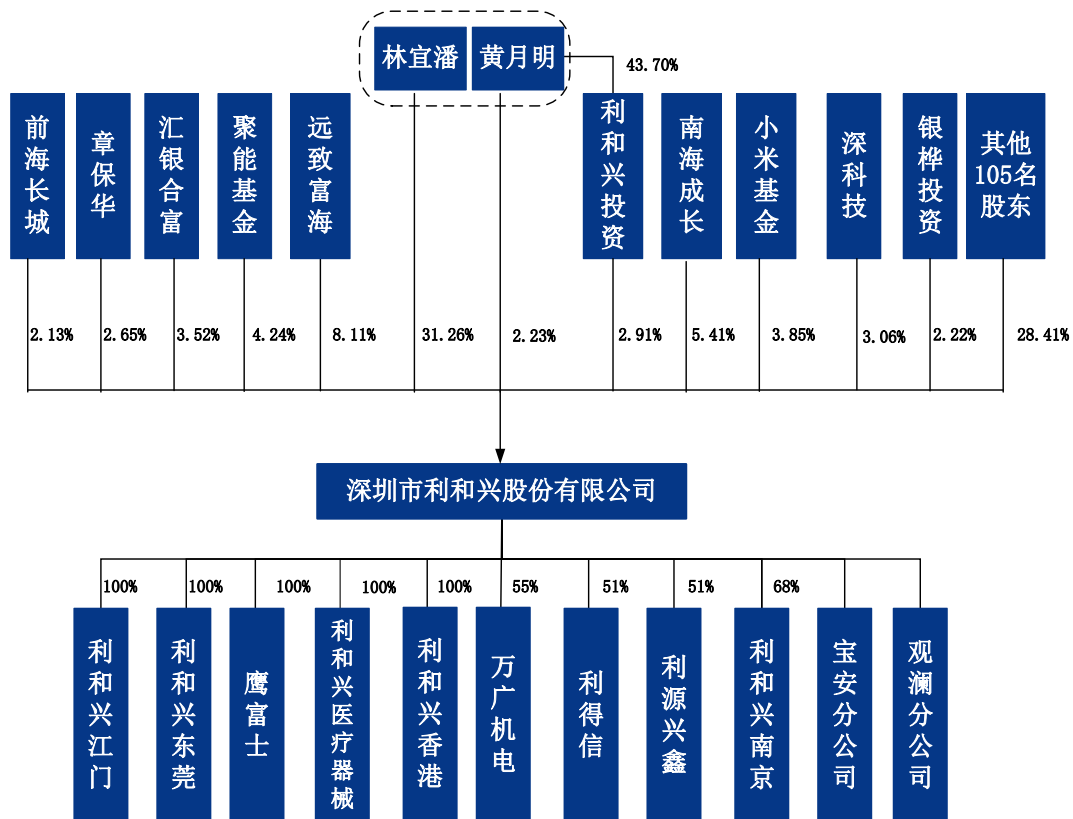 林宜潘
黄月明
43.70%
前海长城
章保华
汇银合富
聚能基金
远致富海
利和兴投资
南海成长
小米基金
深科技
银桦投资
其他
105名
股东
2.13%
2.65%
3.52%
4.24%
8.11%
31.26%
2.23%
2.91%
5.41%
3.85%
3.06%
2.22%
28.41%
深圳市利和兴股份有限公司
100%
100%
100%
100%
100%
55%
51%
51%
68%
利和兴江门
利和兴东莞
鹰富士
利和兴医疗器械
利和兴香港
万广机电
利得信
利源兴鑫
利和兴南京
宝安分公司
观澜分公司